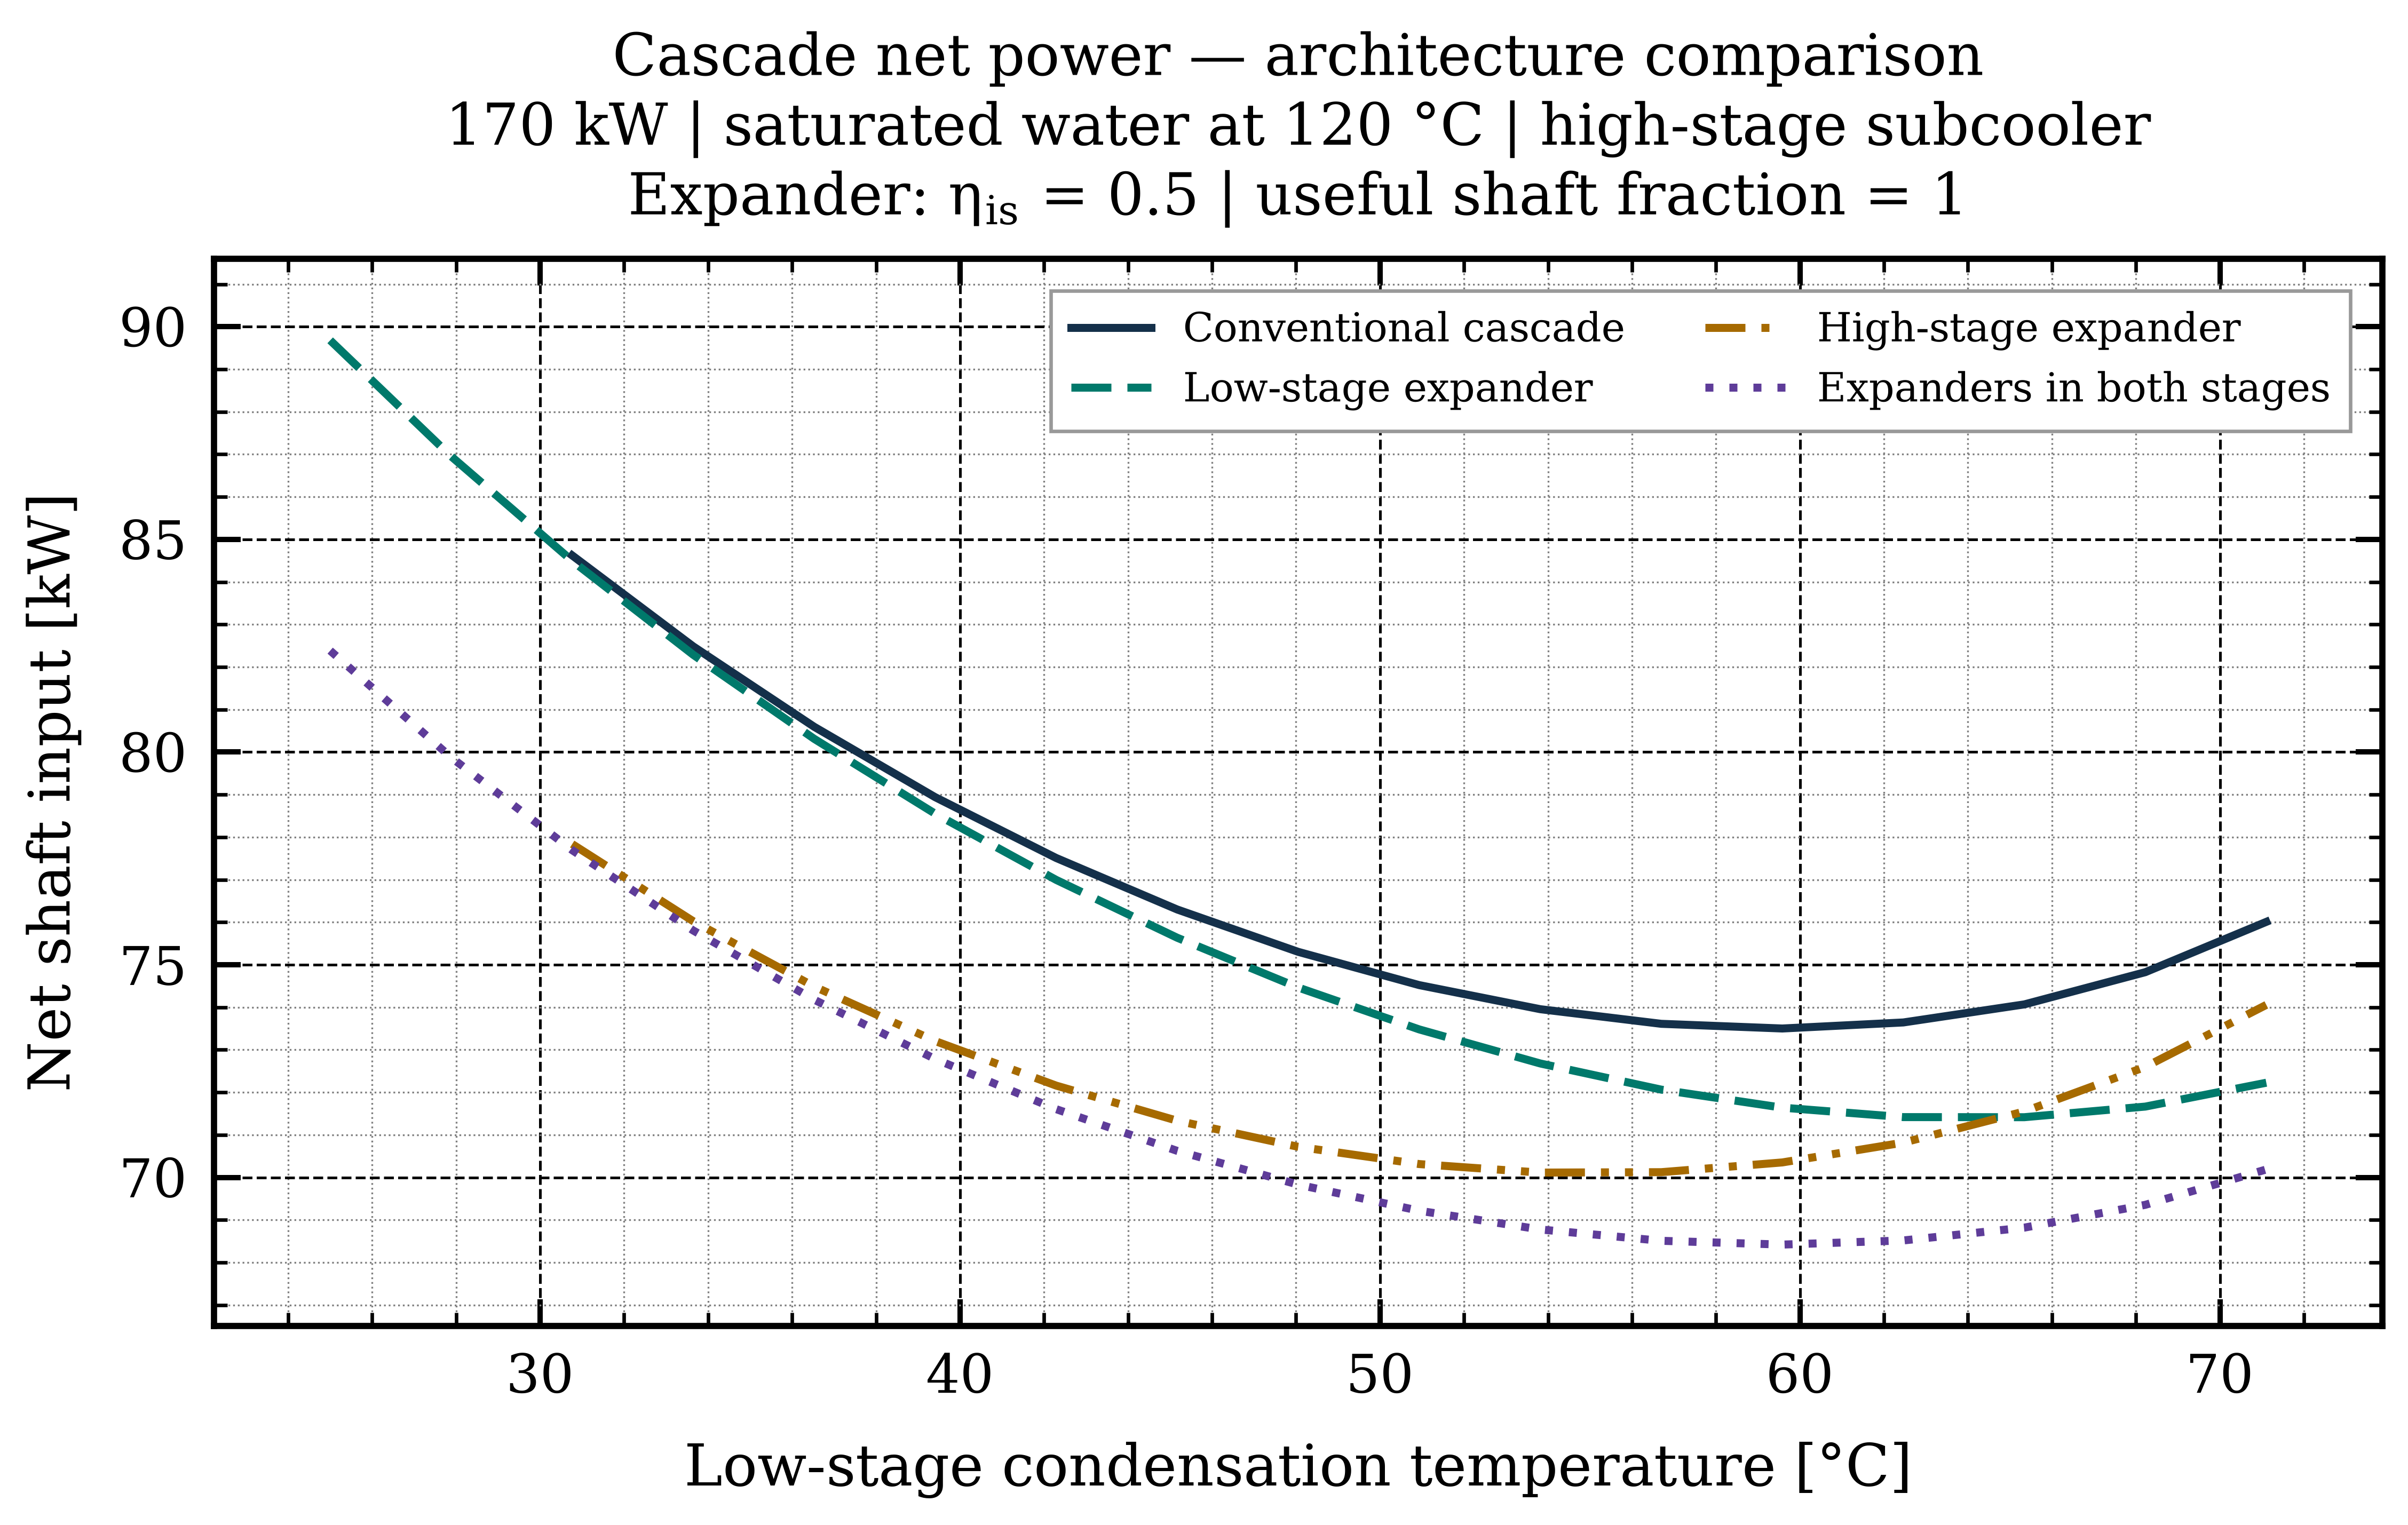 Cascade net power — architecture comparison
170 kW | saturated water at 120 °C | high-stage subcooler
Expander: ηis = 0.5 | useful shaft fraction = 1
Conventional cascade
Low-stage expander
High-stage expander
Expanders in both stages
Net shaft input [kW]
90
85
80
75
70
30 40 50 60 70
Low-stage condensation temperature [°C]